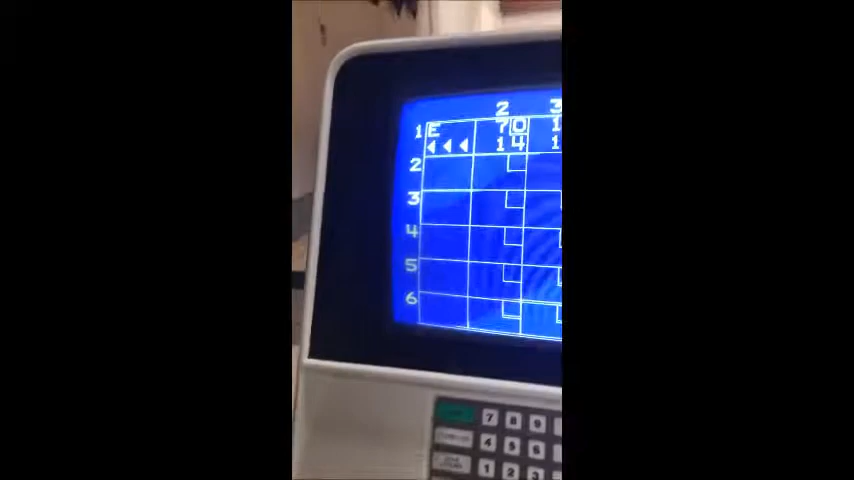 2 3
1 E 7 0 1
◀ ◀ ◀ 1 4 1
2
3
4
5
6
7 8 9
4 5 6
1 2 3